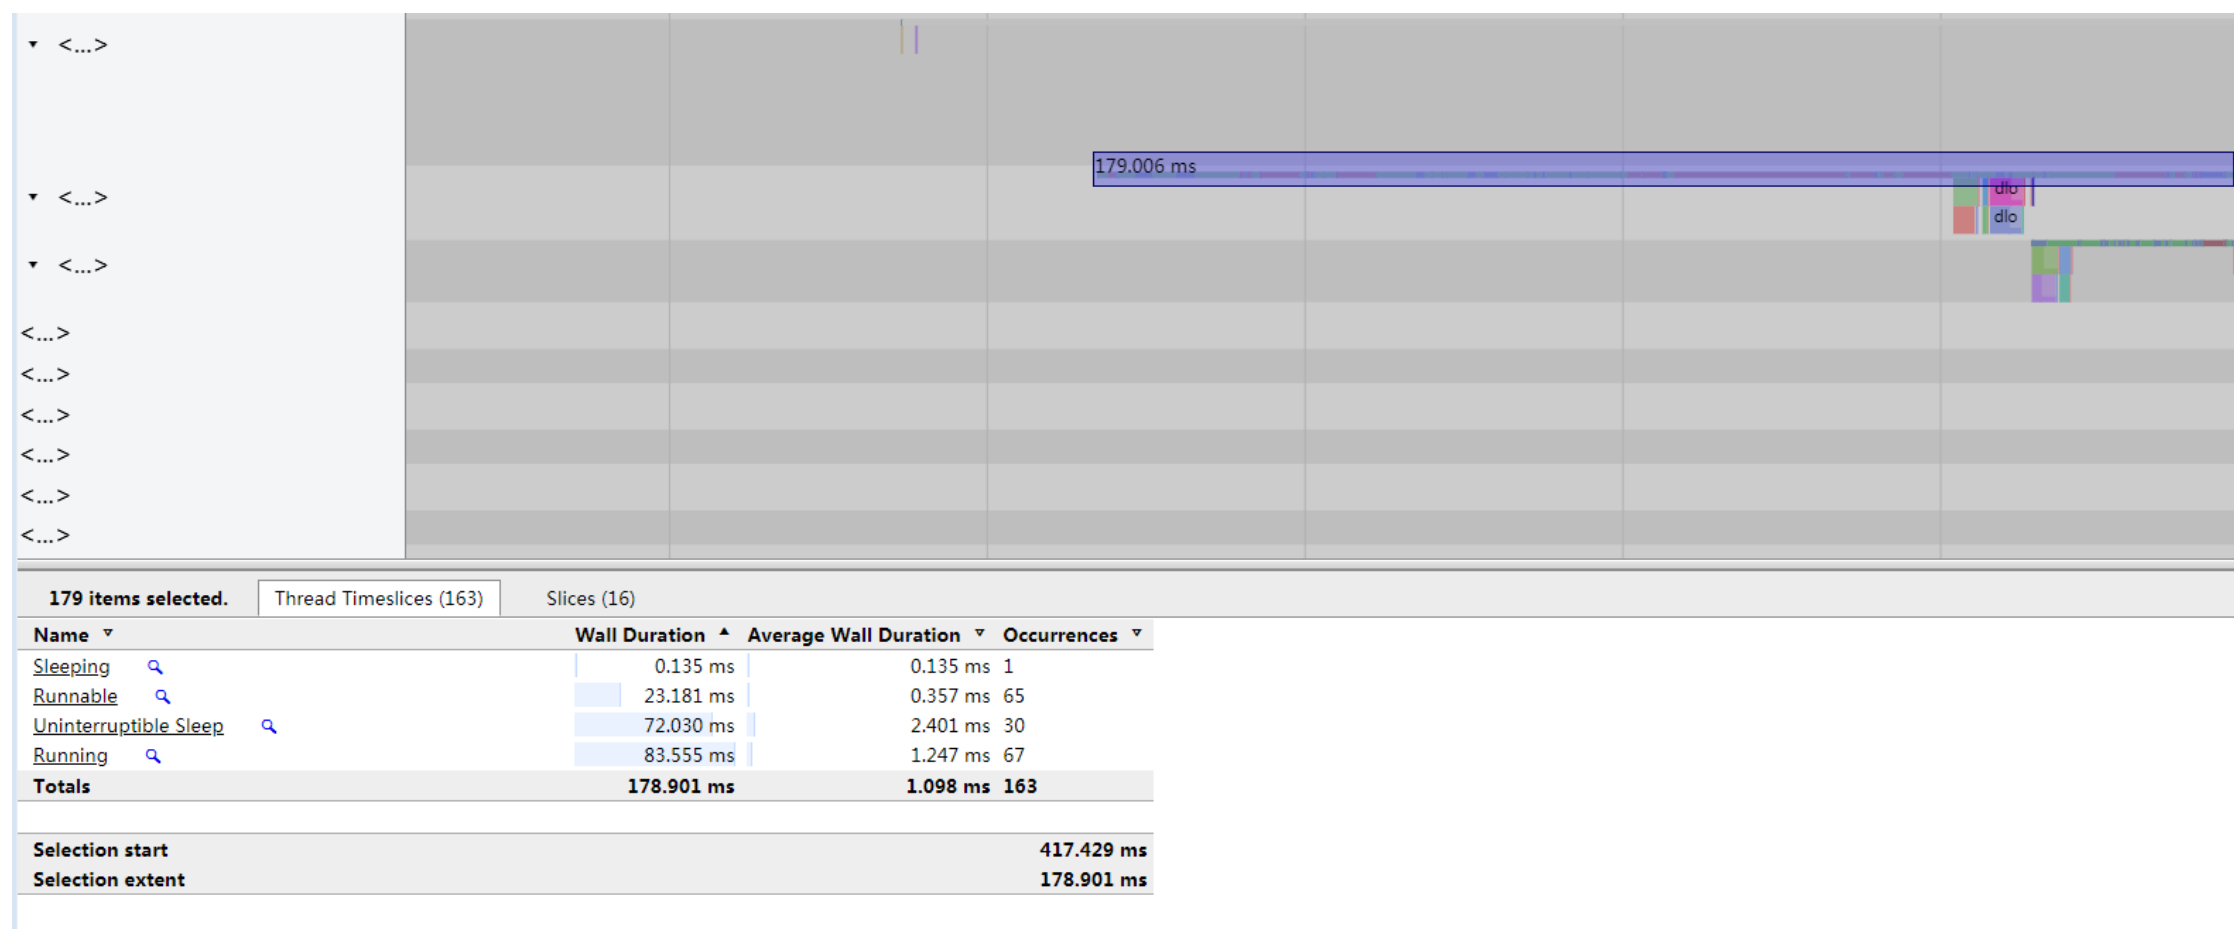 ▾ <...>
179.006 ms
▾ <...>
dlo
dlo
▾ <...>
<...>
<...>
<...>
<...>
<...>
<...>
179 items selected. Thread Timeslices (163) Slices (16)
Name Wall Duration Average Wall Duration Occurrences
Sleeping 0.135 ms 0.135 ms 1
Runnable 23.181 ms 0.357 ms 65
Uninterruptible Sleep 72.030 ms 2.401 ms 30
Running 83.555 ms 1.247 ms 67
Totals 178.901 ms 1.098 ms 163
Selection start 417.429 ms
Selection extent 178.901 ms